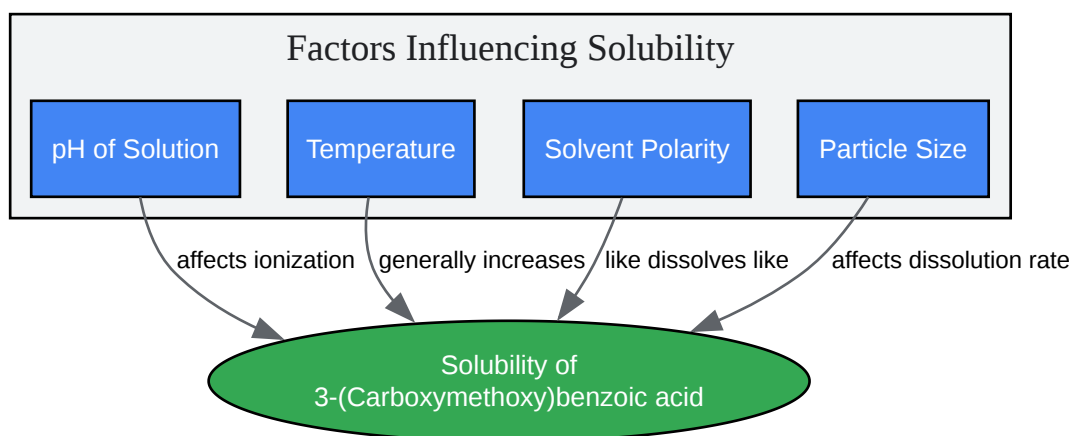 Factors Influencing Solubility
pH of Solution
Temperature
Solvent Polarity
Particle Size
affects ionization
generally increases
like dissolves like
affects dissolution rate
Solubility of
3-(Carboxymethoxy)benzoic acid